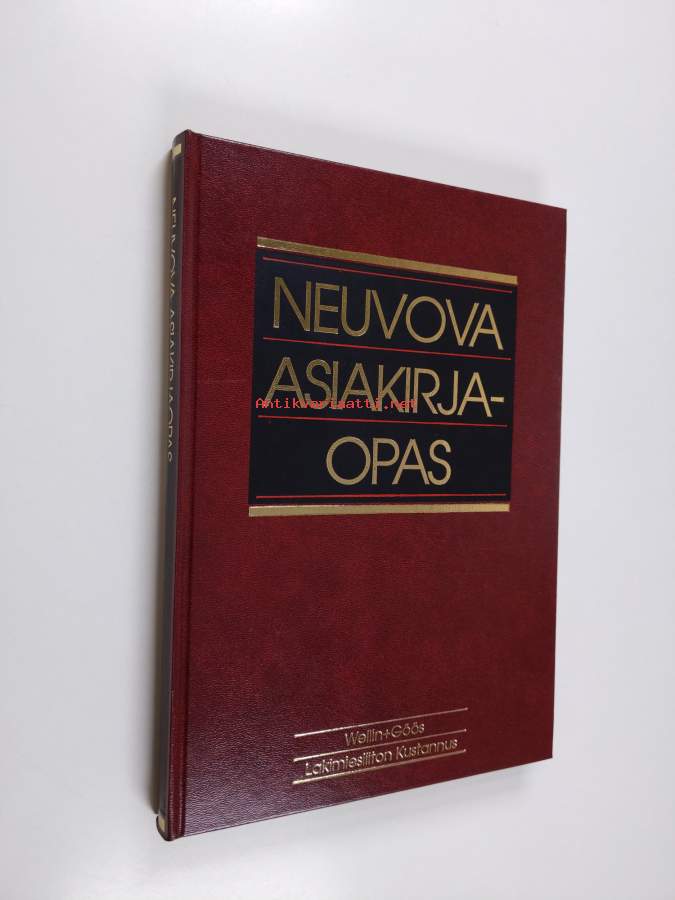 NEUVOVA
ASIAKIRJA-
OPAS
Antikvariaatti.net
Weilin+Göös
Lakimiesliiton Kustannus
NEUVOVA ASIAKIRJAOPAS